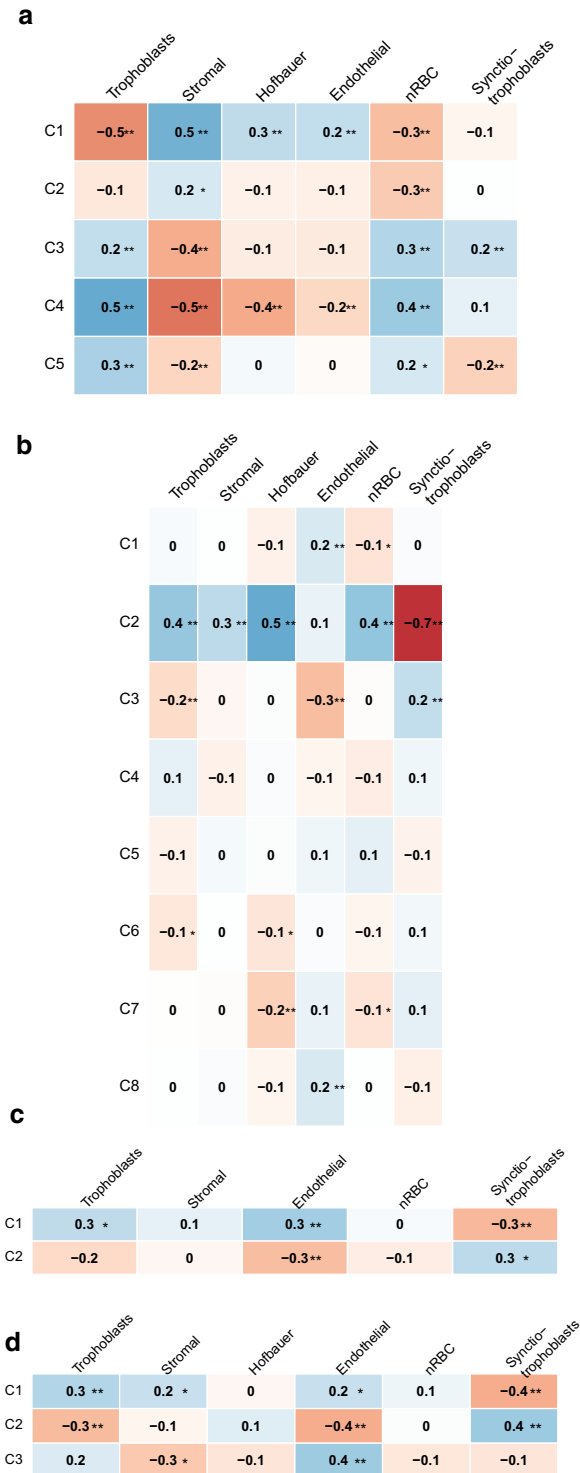 a
Trophoblasts Stromal Hofbauer Endothelial nRBC Synctio−
trophoblasts
C1 −0.5** 0.5 ** 0.3 ** 0.2 ** −0.3** −0.1
C2 −0.1 0.2 * −0.1 −0.1 −0.3** 0
C3 0.2 ** −0.4** −0.1 −0.1 0.3 ** 0.2 **
C4 0.5 ** −0.5** −0.4** −0.2** 0.4 ** 0.1
C5 0.3 ** −0.2** 0 0 0.2 * −0.2**
b
Trophoblasts Stromal Hofbauer Endothelial nRBC Synctio−
trophoblasts
C1 0 0 −0.1 0.2 ** −0.1 * 0
C2 0.4 ** 0.3 ** 0.5 ** 0.1 0.4 ** −0.7**
C3 −0.2** 0 0 −0.3** 0 0.2 **
C4 0.1 −0.1 0 −0.1 −0.1 0.1
C5 −0.1 0 0 0.1 0.1 −0.1
C6 −0.1 * 0 −0.1 * 0 −0.1 0.1
C7 0 0 −0.2** 0.1 −0.1 * 0.1
C8 0 0 −0.1 0.2 ** 0 −0.1
c
Trophoblasts Stromal Endothelial nRBC Synctio−
trophoblasts
C1 0.3 * 0.1 0.3 ** 0 −0.3**
C2 −0.2 0 −0.3** −0.1 0.3 *
d
Trophoblasts Stromal Hofbauer Endothelial nRBC Synctio−
trophoblasts
C1 0.3 ** 0.2 * 0 0.2 * 0.1 −0.4**
C2 −0.3** −0.1 0.1 −0.4** 0 0.4 **
C3 0.2 −0.3 * −0.1 0.4 ** −0.1 −0.1